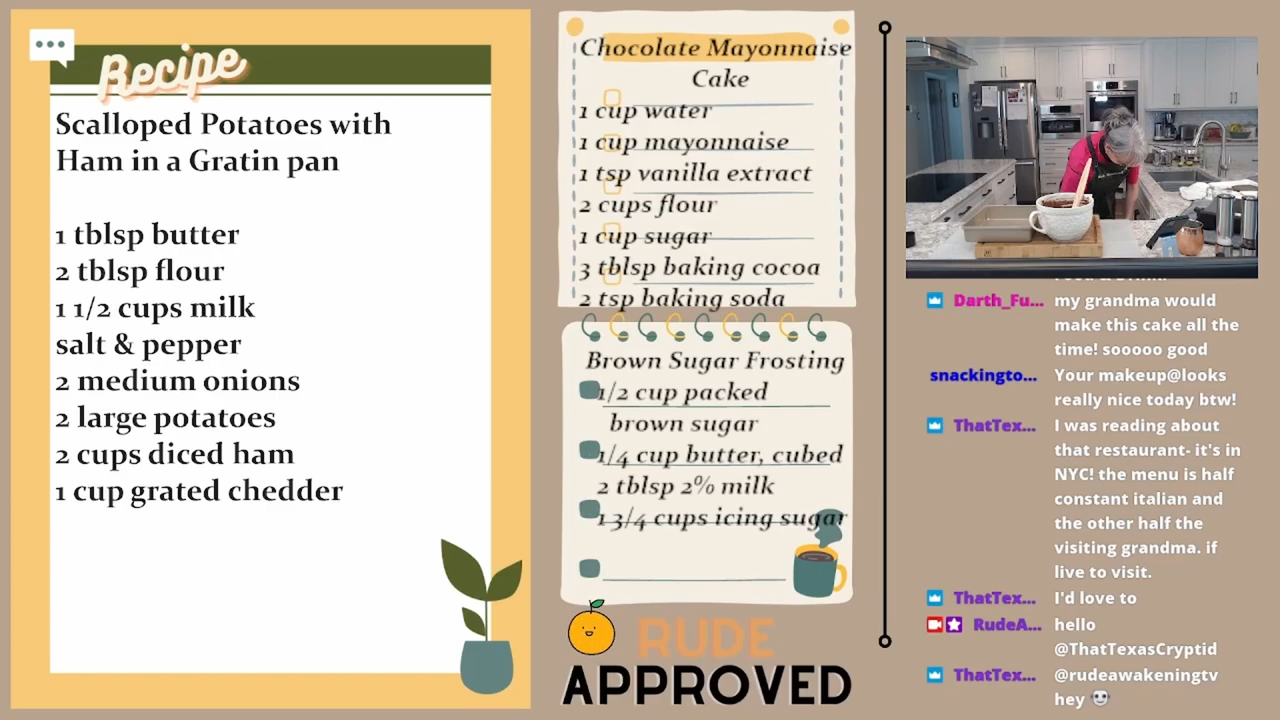 Recipe
Scalloped Potatoes with
Ham in a Gratin pan
1 tblsp butter
2 tblsp flour
1 1/2 cups milk
salt & pepper
2 medium onions
2 large potatoes
2 cups diced ham
1 cup grated chedder
Chocolate Mayonnaise
Cake
1 cup water
1 cup mayonnaise
1 tsp vanilla extract
2 cups flour
1 cup sugar
3 tblsp baking cocoa
2 tsp baking soda
Brown Sugar Frosting
1/2 cup packed
brown sugar
1/4 cup butter, cubed
2 tblsp 2% milk
1 3/4 cups icing sugar
RUDE
APPROVED
Darth_Fu... my grandma would
make this cake all the
time! sooooo good
snackingto... Your makeup@looks
really nice today btw!
ThatTex... I was reading about
that restaurant- it's in
NYC! the menu is half
constant italian and
the other half the
visiting grandma. if
live to visit.
ThatTex... I'd love to
RudeA... hello
@ThatTexasCryptid
ThatTex... @rudeawakeningtv
hey